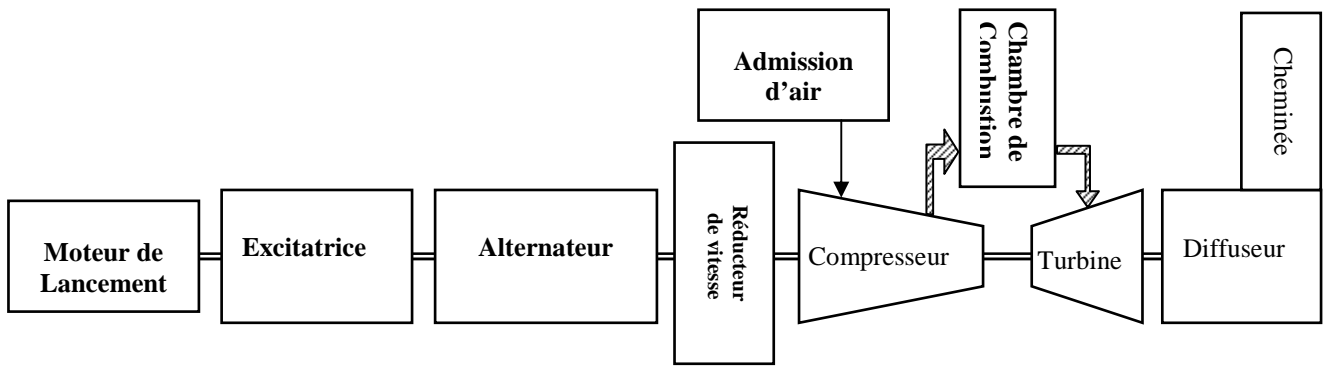 Admission
d’air
Chambre de
Combustion
Cheminée
Moteur de
Lancement
Excitatrice
Alternateur
Réducteur
de vitesse
Compresseur
Turbine
Diffuseur